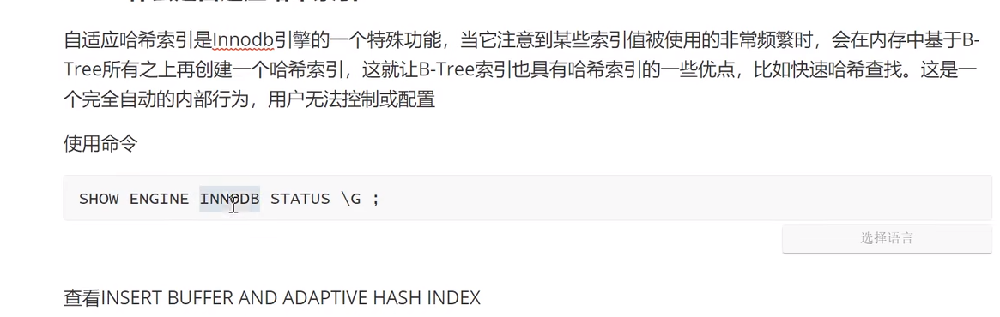 自适应哈希索引是Innodb引擎的一个特殊功能，当它注意到某些索引值被使用的非常频繁时，会在内存中基于B-
Tree所有之上再创建一个哈希索引，这就让B-Tree索引也具有哈希索引的一些优点，比如快速哈希查找。这是一
个完全自动的内部行为，用户无法控制或配置
使用命令
SHOW ENGINE INNODB STATUS \G ;
选择语言
查看INSERT BUFFER AND ADAPTIVE HASH INDEX